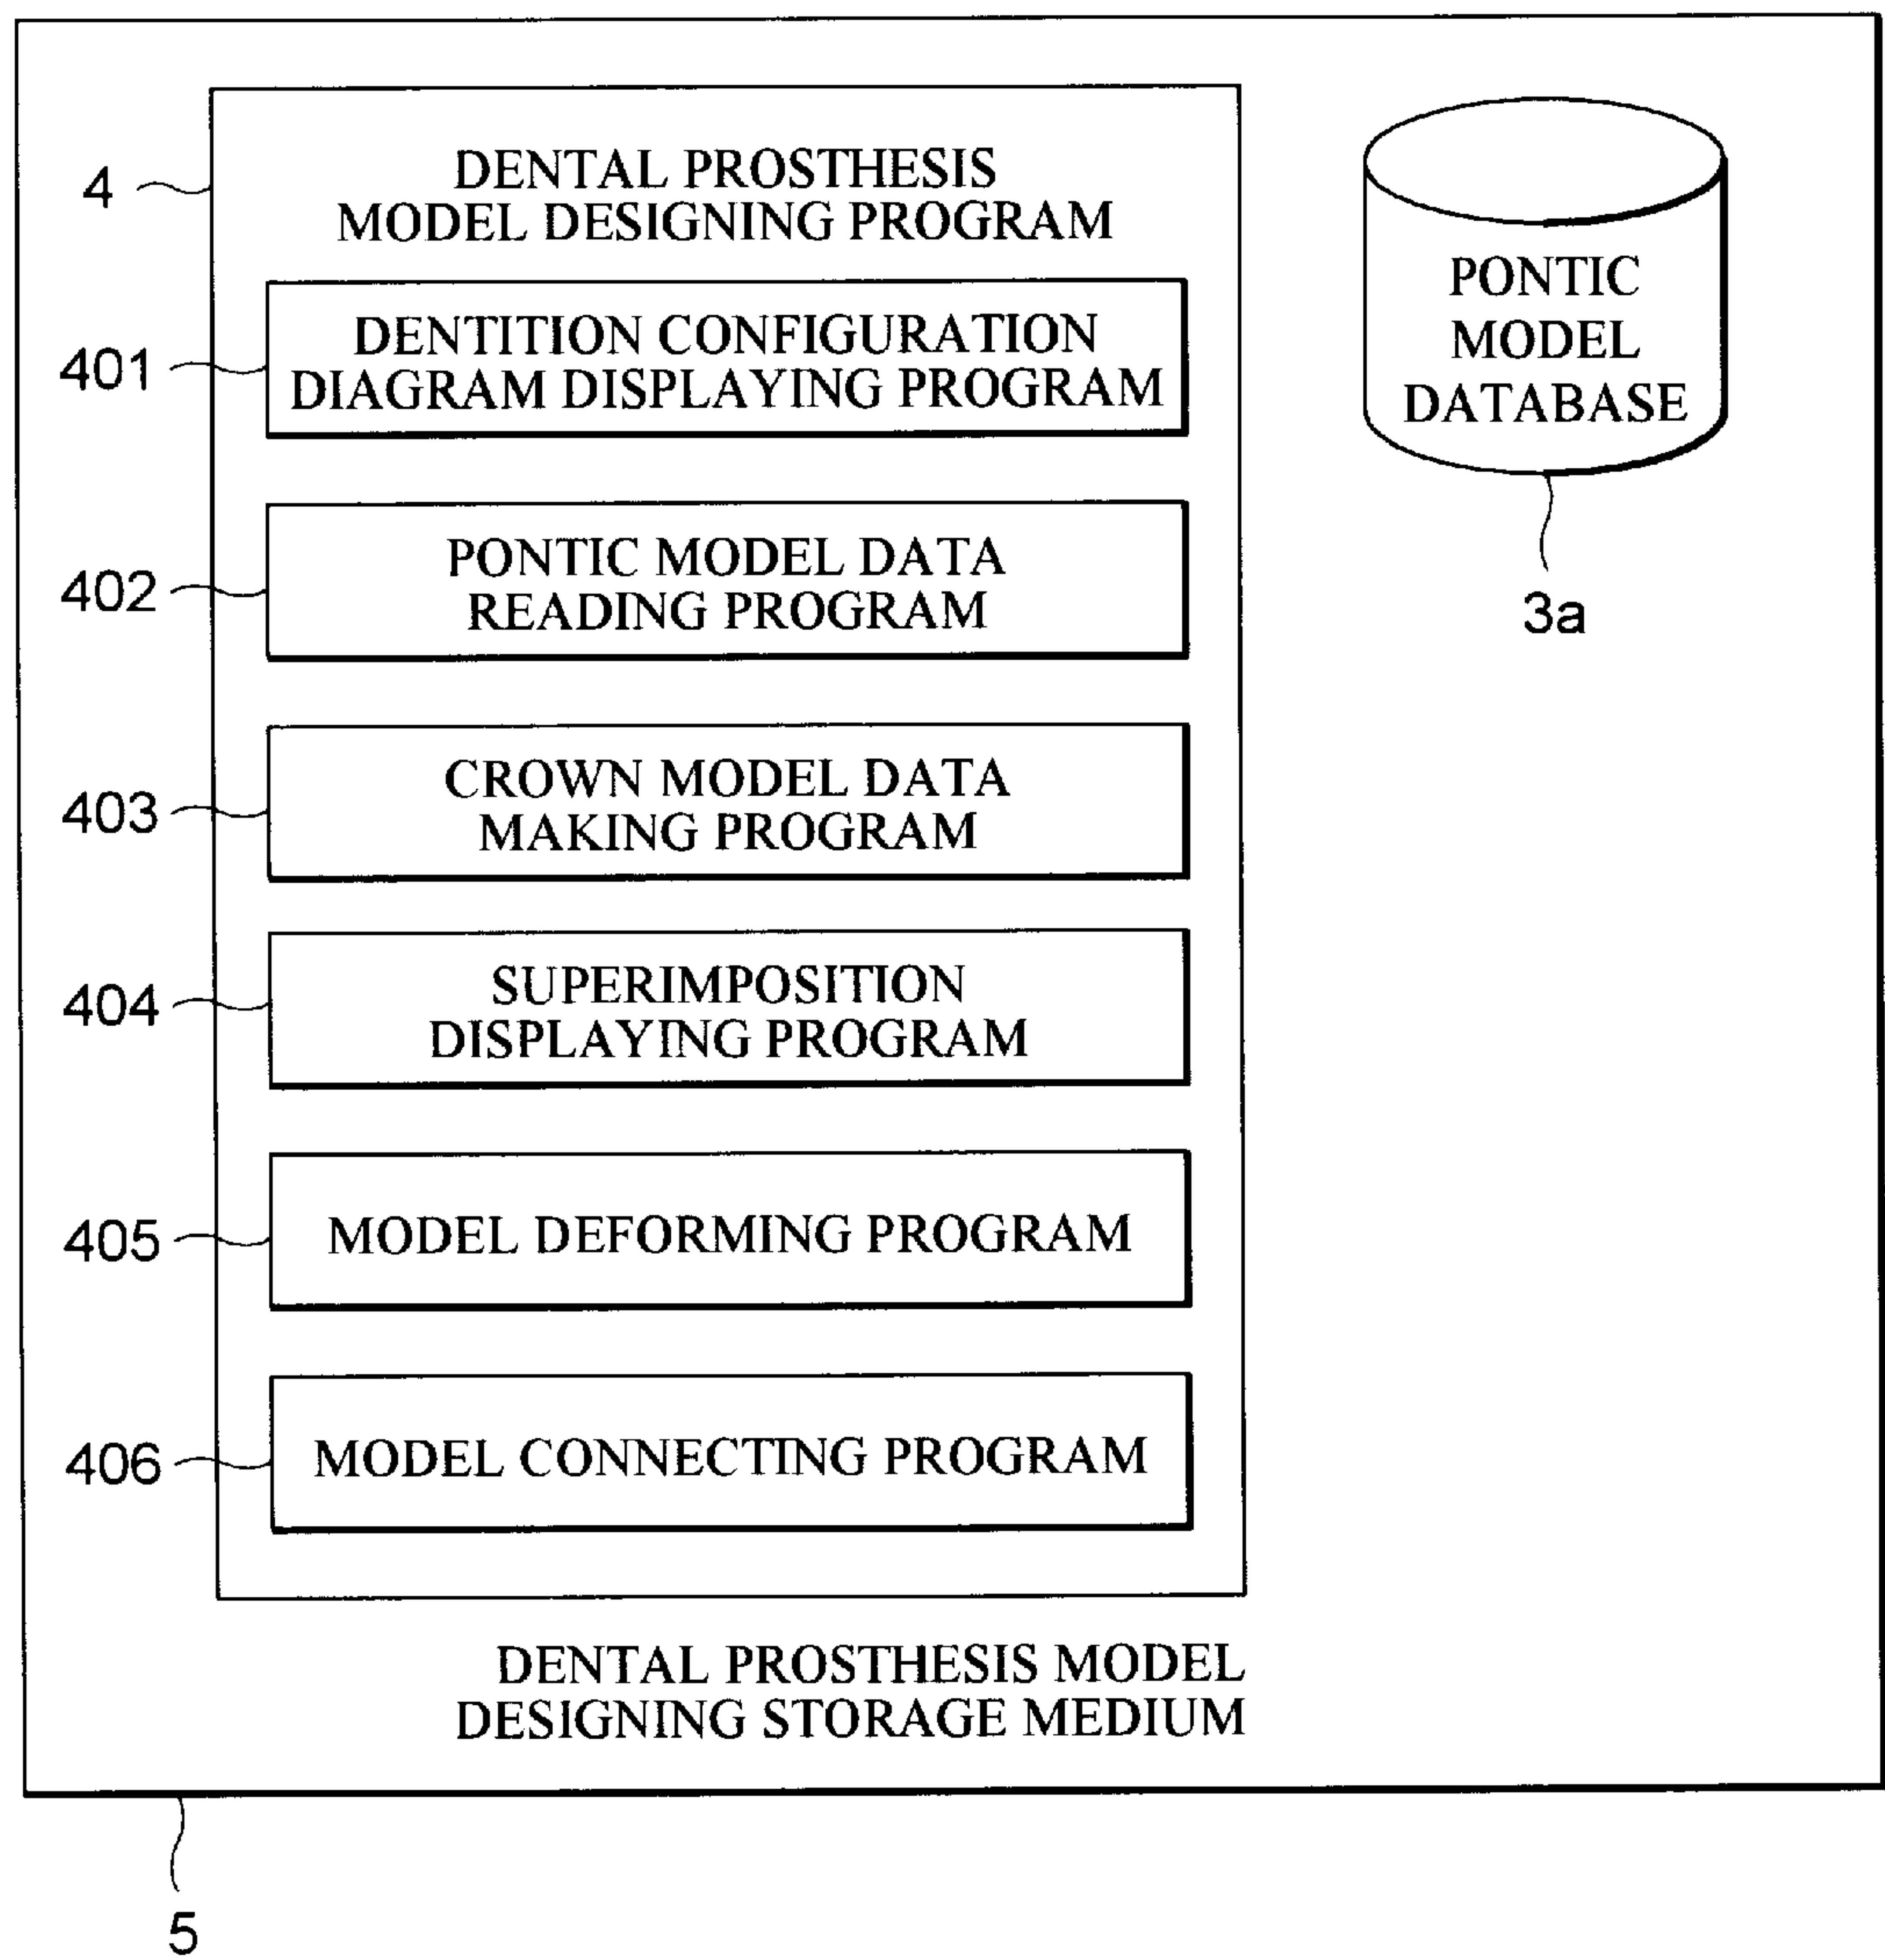 4
DENTAL PROSTHESIS
MODEL DESIGNING PROGRAM
401
DENTITION CONFIGURATION
DIAGRAM DISPLAYING PROGRAM
402
PONTIC MODEL DATA
READING PROGRAM
403
CROWN MODEL DATA
MAKING PROGRAM
404
SUPERIMPOSITION
DISPLAYING PROGRAM
405
MODEL DEFORMING PROGRAM
406
MODEL CONNECTING PROGRAM
PONTIC
MODEL
DATABASE
3a
DENTAL PROSTHESIS MODEL
DESIGNING STORAGE MEDIUM
5